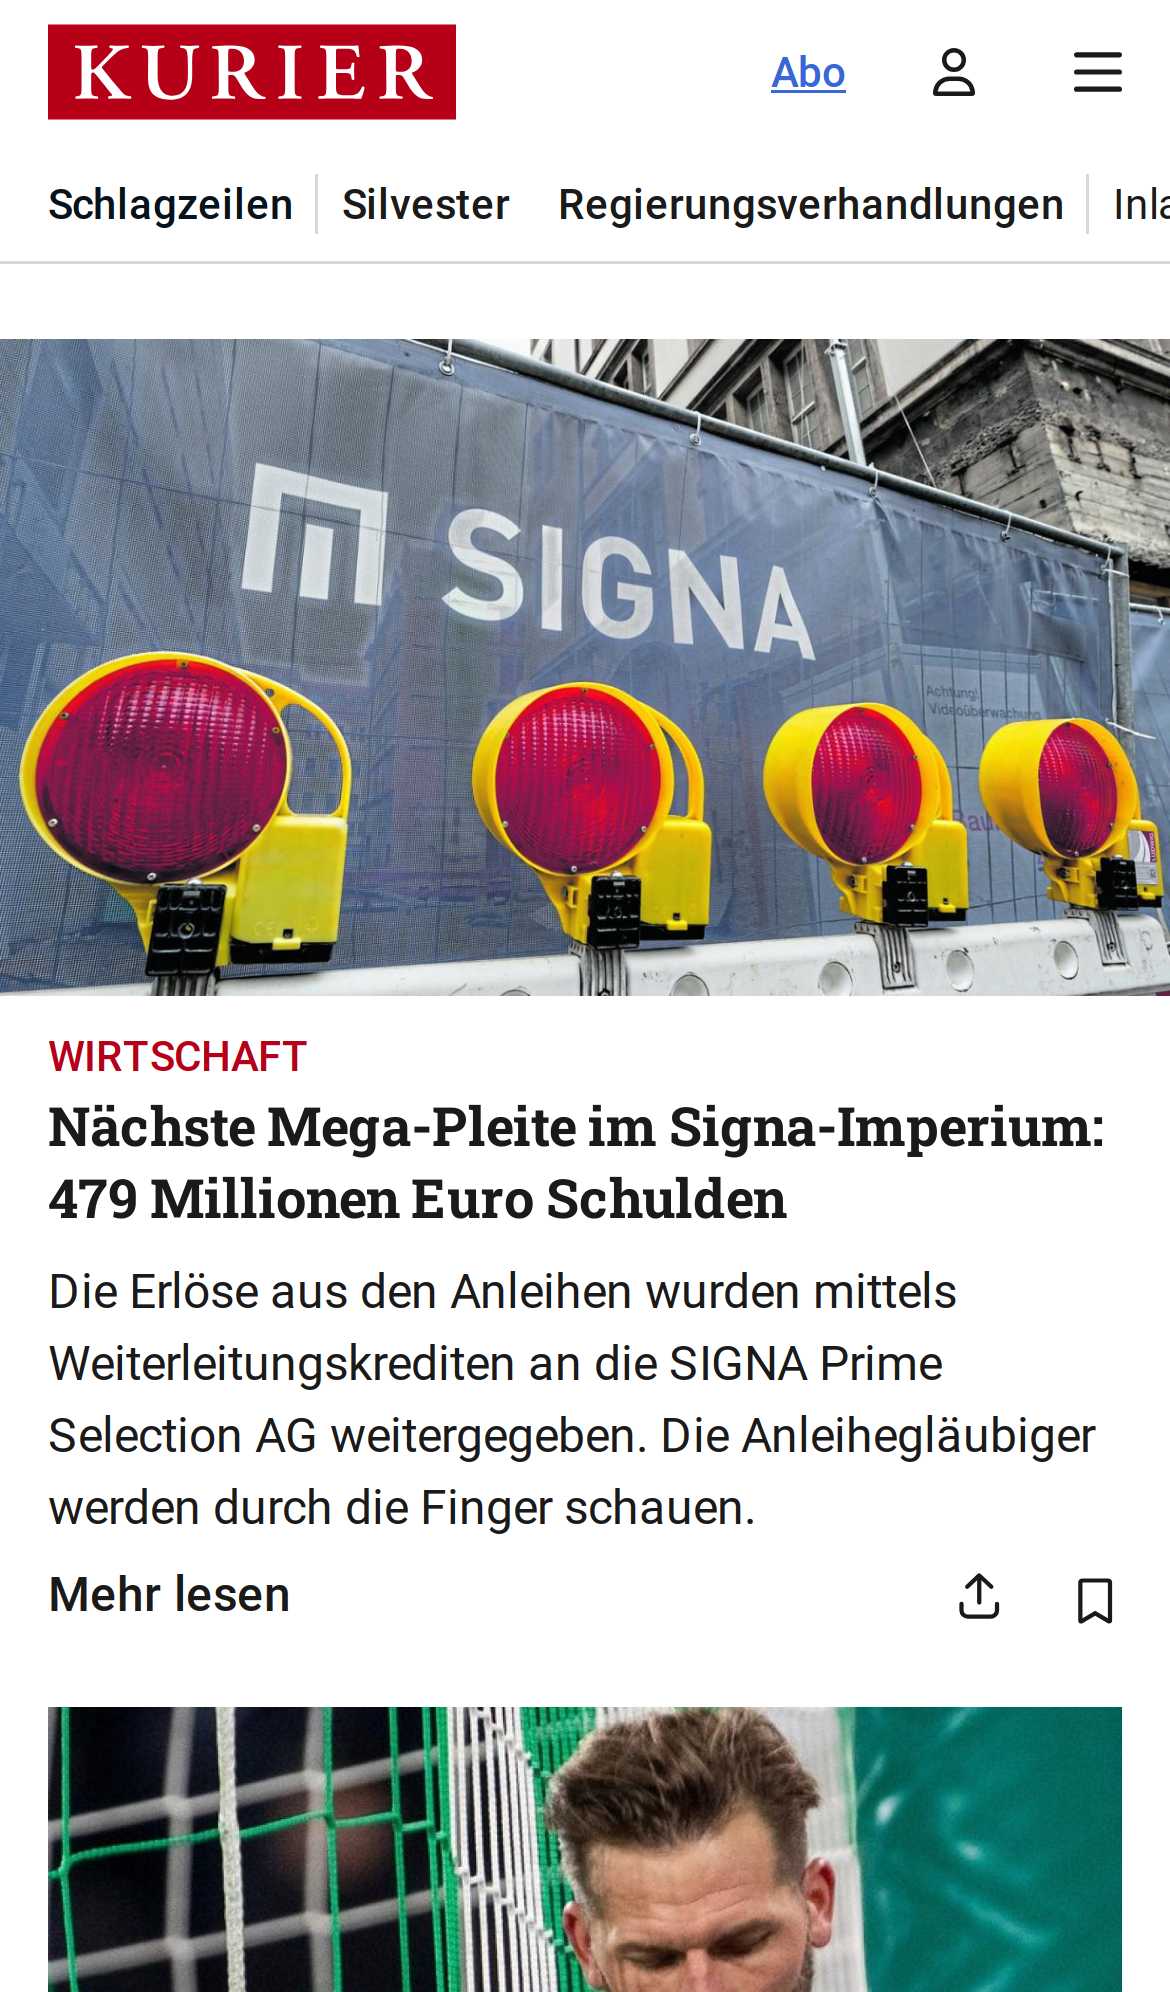 KURIER
Abo
Schlagzeilen
Silvester
Regierungsverhandlungen
SIGNA
Achtung!
Videoüberwachung
WIRTSCHAFT
Nächste Mega-Pleite im Signa-Imperium:
479 Millionen Euro Schulden
Die Erlöse aus den Anleihen wurden mittels
Weiterleitungskrediten an die SIGNA Prime
Selection AG weitergegeben. Die Anleihegläubiger
werden durch die Finger schauen.
Mehr lesen